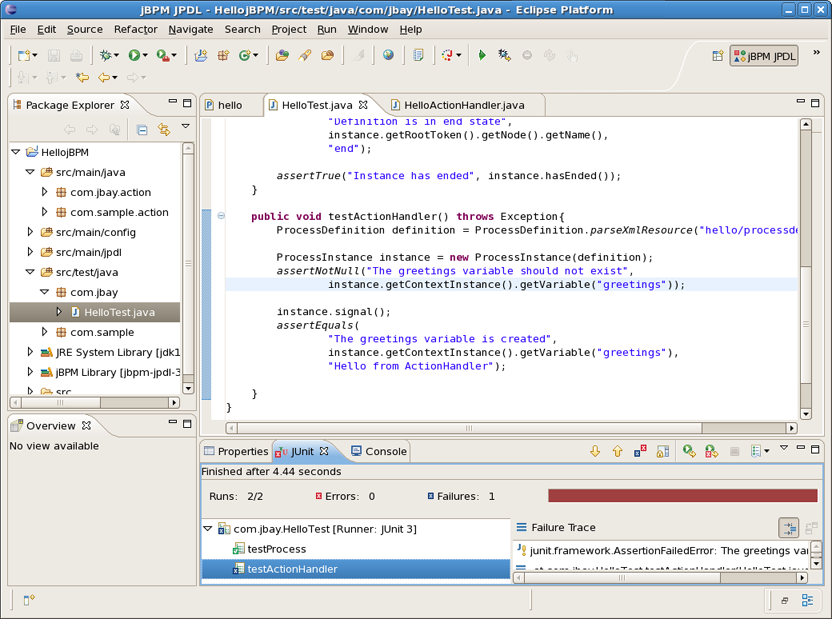 jBPM JPDL - HellojBPM/src/test/java/com/jbay/HelloTest.java - Eclipse Platform
File Edit Source Refactor Navigate Search Project Run Window Help
jBPM JPDL
Package Explorer
HellojBPM
src/main/java
com.jbay.action
com.sample.action
src/main/config
src/main/jpdl
src/test/java
com.jbay
HelloTest.java
com.sample
JRE System Library [jdk1
jBPM Library [jbpm-jpdl-3
src
Overview
No view available
hello HelloTest.java HelloActionHandler.java
"Definition is in end state",
instance.getRootToken().getNode().getName(),
"end");
assertTrue("Instance has ended", instance.hasEnded());
}
public void testActionHandler() throws Exception{
ProcessDefinition definition = ProcessDefinition.parseXmlResource("hello/processde
ProcessInstance instance = new ProcessInstance(definition);
assertNotNull("The greetings variable should not exist",
instance.getContextInstance().getVariable("greetings"));
instance.signal();
assertEquals(
"The greetings variable is created",
instance.getContextInstance().getVariable("greetings"),
"Hello from ActionHandler");
}
}
Properties JUnit Console
Finished after 4.44 seconds
Runs: 2/2 Errors: 0 Failures: 1
com.jbay.HelloTest [Runner: JUnit 3]
testProcess
testActionHandler
Failure Trace
junit.framework.AssertionFailedError: The greetings var